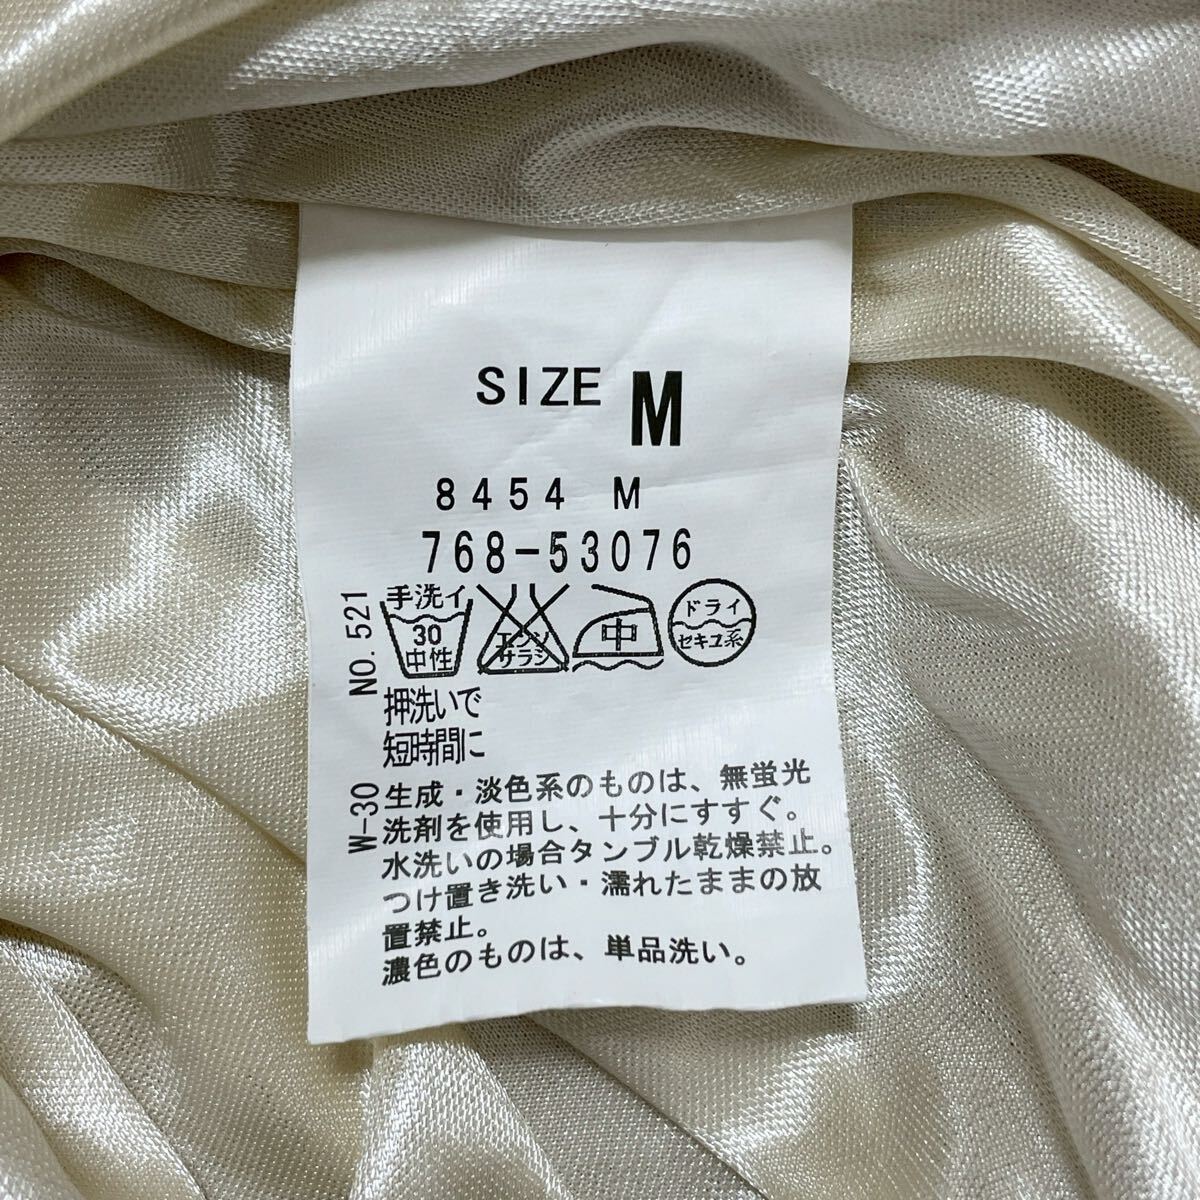 SIZE M
8454 M
768-53076
手洗イ
30
中性
エンソ
サラシ
中
ドライ
セキユ系
NO.521
押洗いで
短時間に
W-30
生成・淡色系のものは、無蛍光
洗剤を使用し、十分にすすぐ。
水洗いの場合タンブル乾燥禁止。
つけ置き洗い・濡れたままの放
置禁止。
濃色のものは、単品洗い。